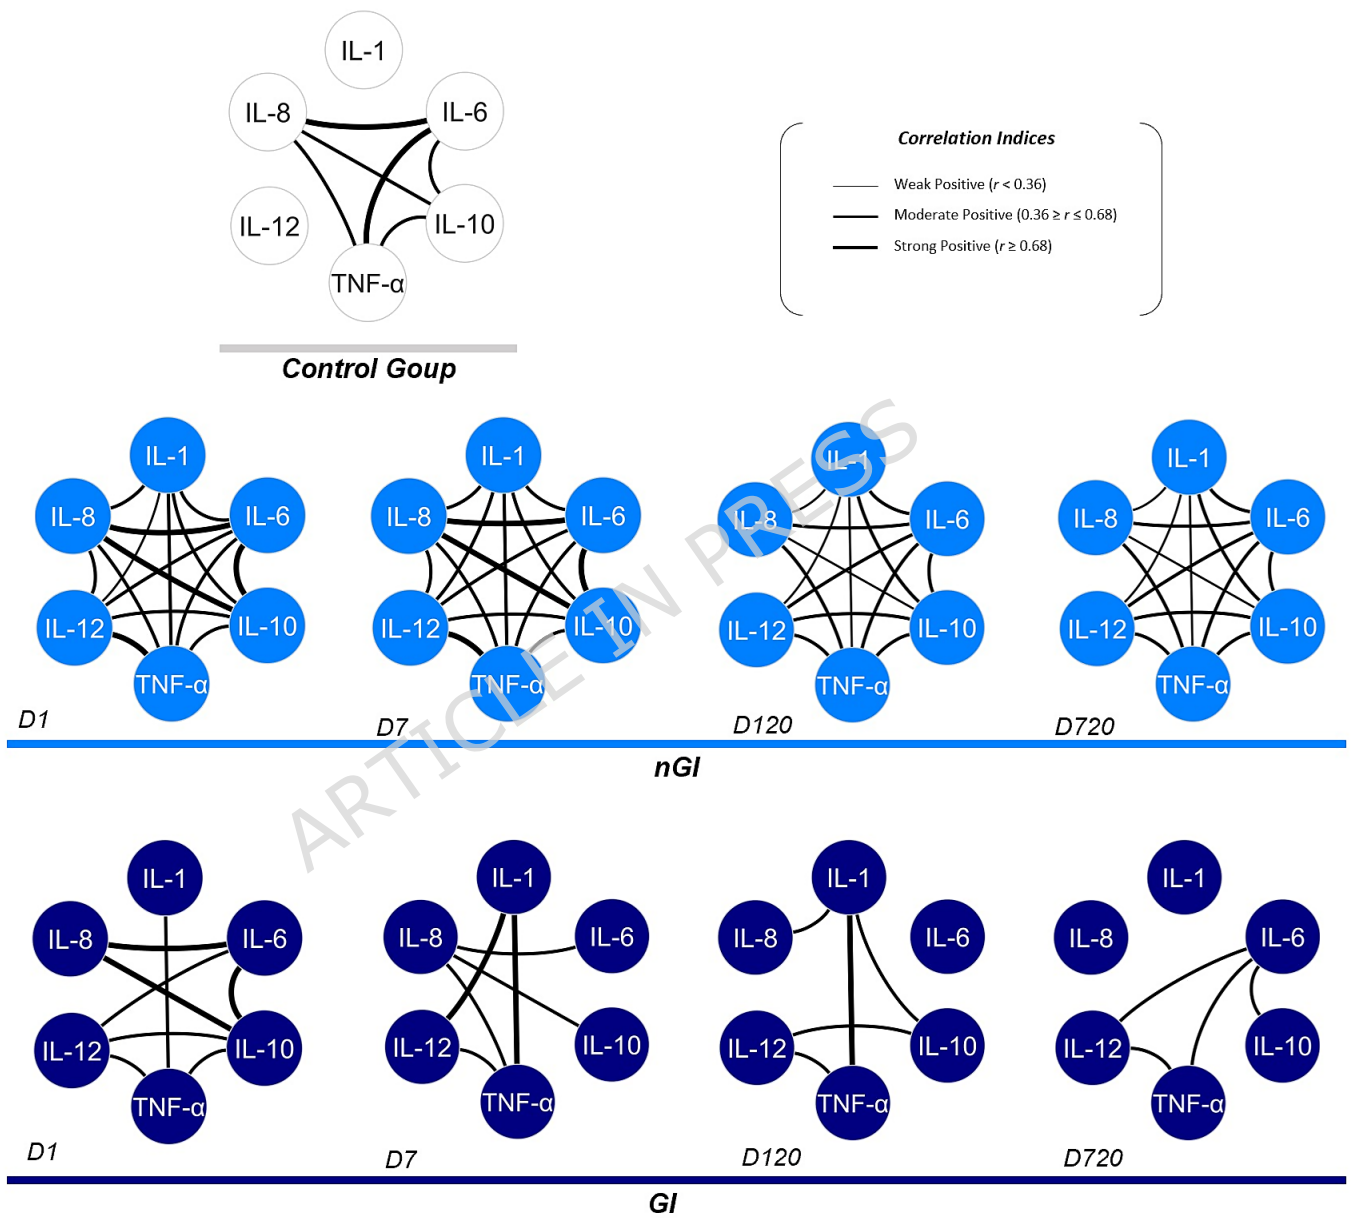 IL-1
IL-8
IL-6
IL-12
IL-10
TNF-α
Control Goup
Correlation Indices
Weak Positive (r < 0.36)
Moderate Positive (0.36 ≥ r ≤ 0.68)
Strong Positive (r ≥ 0.68)
IL-1
IL-8
IL-6
IL-12
IL-10
TNF-α
D1
IL-1
IL-8
IL-6
IL-12
IL-10
TNF-α
D7
IL-1
IL-8
IL-6
IL-12
IL-10
TNF-α
D120
IL-1
IL-8
IL-6
IL-12
IL-10
TNF-α
D720
nGI
ARTICLE IN PRESS
IL-1
IL-8
IL-6
IL-12
IL-10
TNF-α
D1
IL-1
IL-8
IL-6
IL-12
IL-10
TNF-α
D7
IL-1
IL-8
IL-6
IL-12
IL-10
TNF-α
D120
IL-1
IL-8
IL-6
IL-12
IL-10
TNF-α
D720
GI